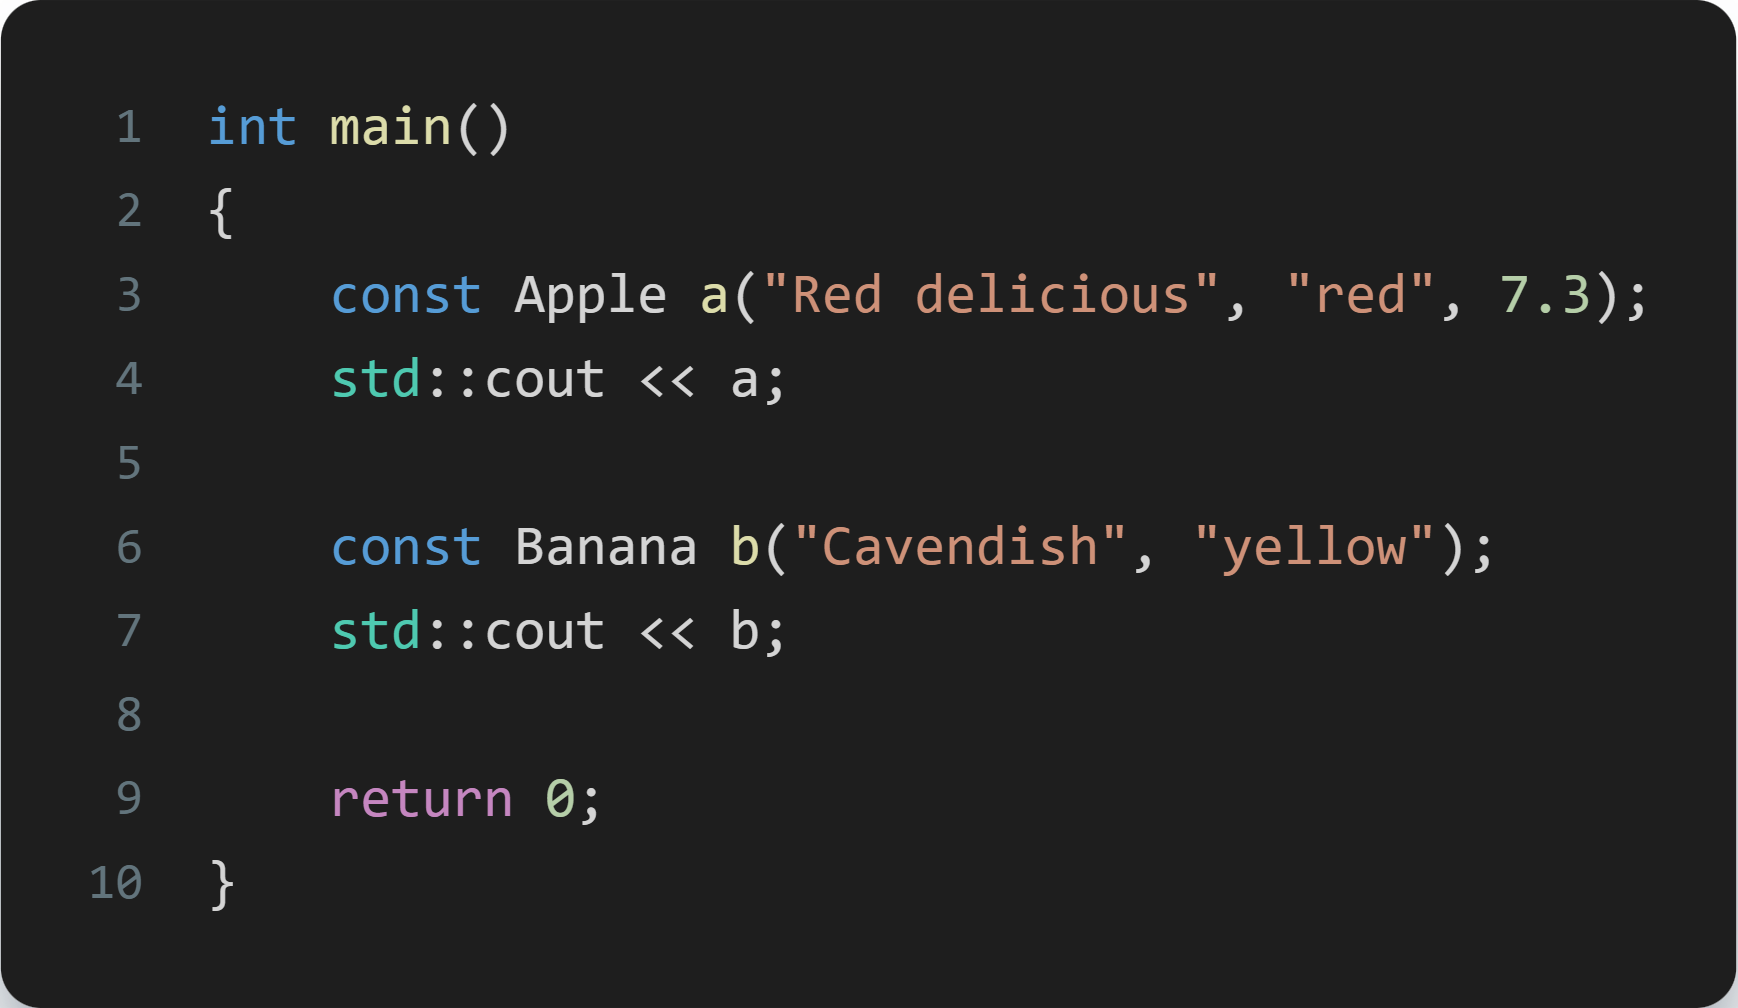 1 int main()
2 {
3     const Apple a("Red delicious", "red", 7.3);
4     std::cout << a;
5
6     const Banana b("Cavendish", "yellow");
7     std::cout << b;
8
9     return 0;
10 }